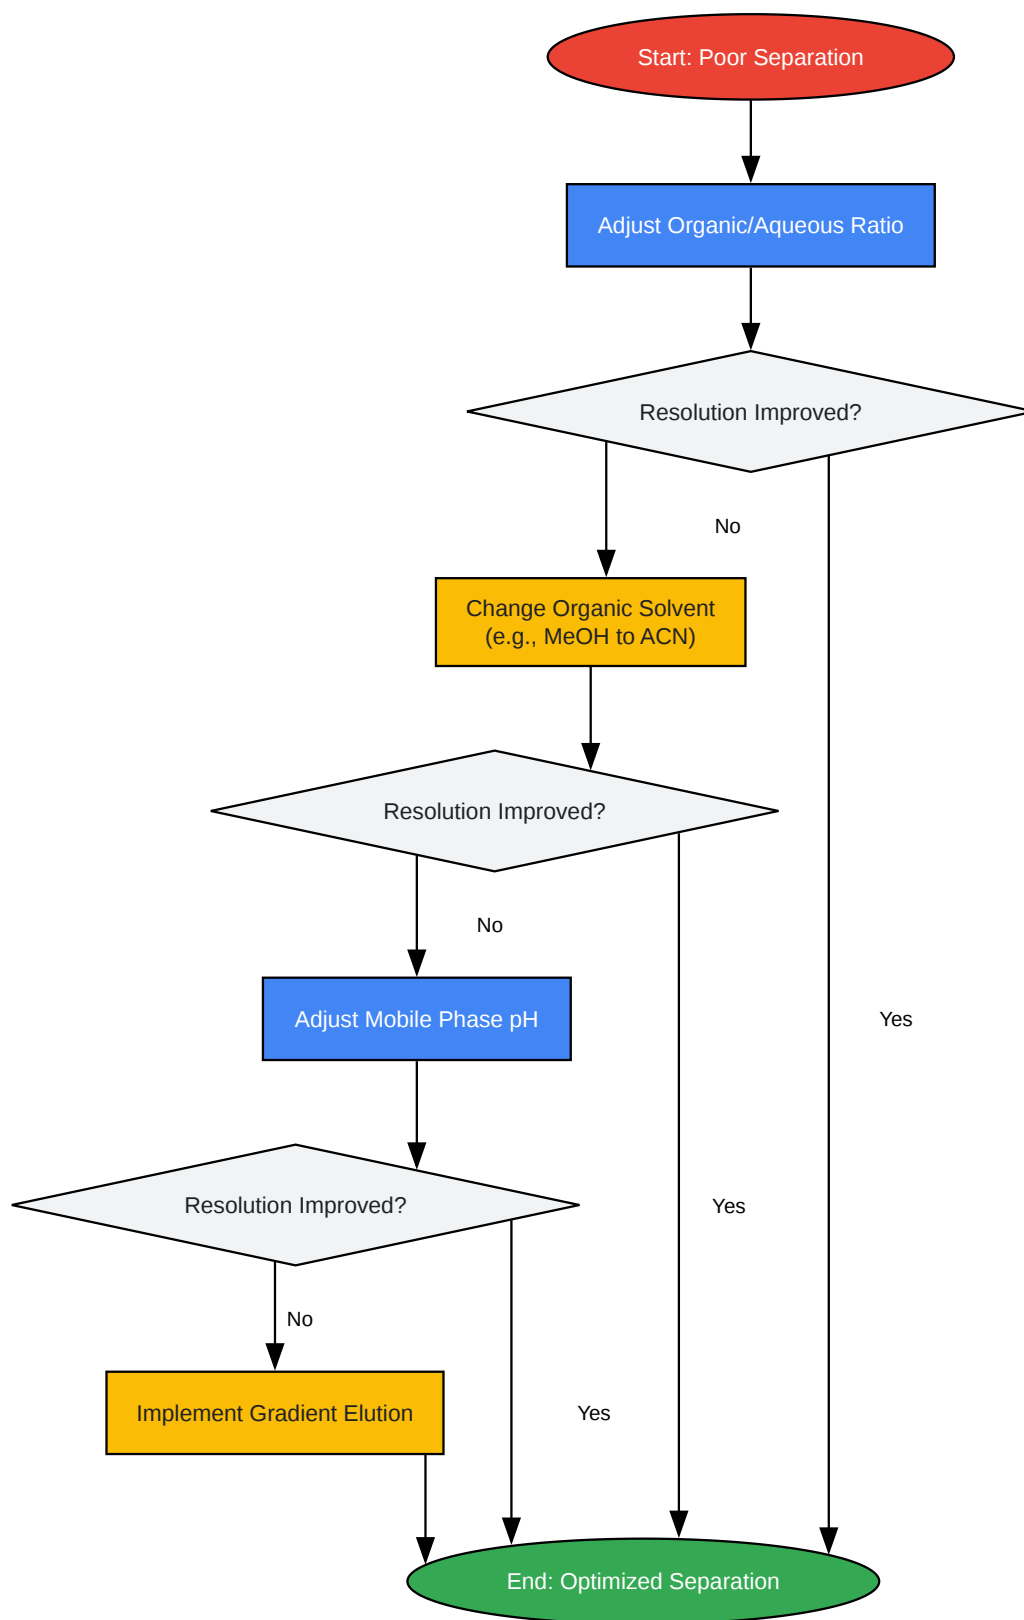 Start: Poor Separation
Adjust Organic/Aqueous Ratio
Resolution Improved?
No
Change Organic Solvent
(e.g., MeOH to ACN)
Resolution Improved?
No
Adjust Mobile Phase pH
Yes
Resolution Improved?
Yes
No
Implement Gradient Elution
Yes
End: Optimized Separation